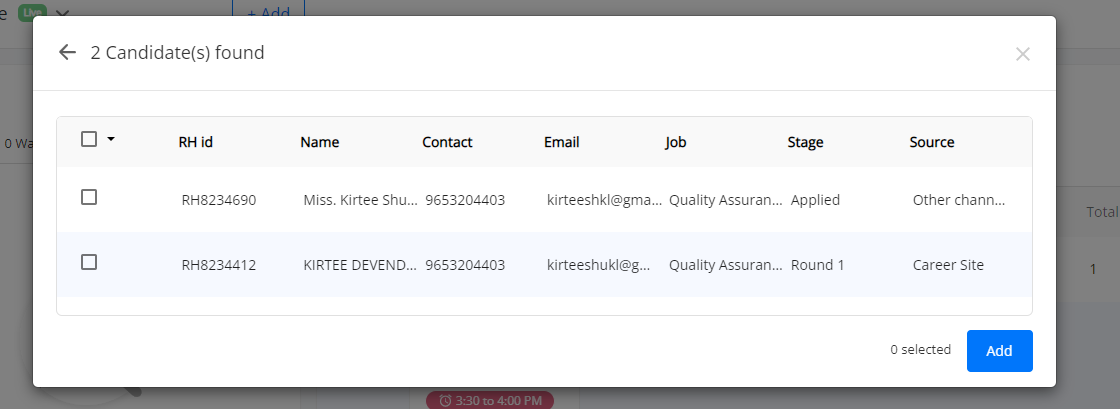 e Live
+ Add
2 Candidate(s) found
0 Wa
RH id Name Contact Email Job Stage Source
RH8234690 Miss. Kirtee Shu... 9653204403 kirteeshkl@gma... Quality Assuran... Applied Other chann...
RH8234412 KIRTEE DEVEND... 9653204403 kirteeshukl@g... Quality Assuran... Round 1 Career Site
Total
1
0 selected Add
3:30 to 4:00 PM